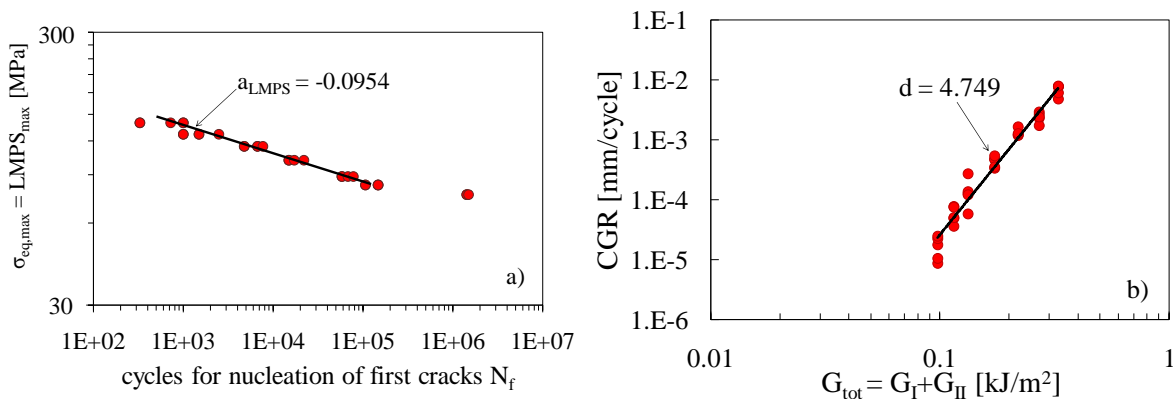 300
σeq,max = LMPSmax [MPa]
aLMPS = -0.0954
a)
30
1E+02 1E+03 1E+04 1E+05 1E+06 1E+07
cycles for nucleation of first cracks Nf
1.E-1
1.E-2
1.E-3
1.E-4
1.E-5
1.E-6
CGR [mm/cycle]
d = 4.749
b)
0.01 0.1 1
Gtot = GI+GII [kJ/m²]